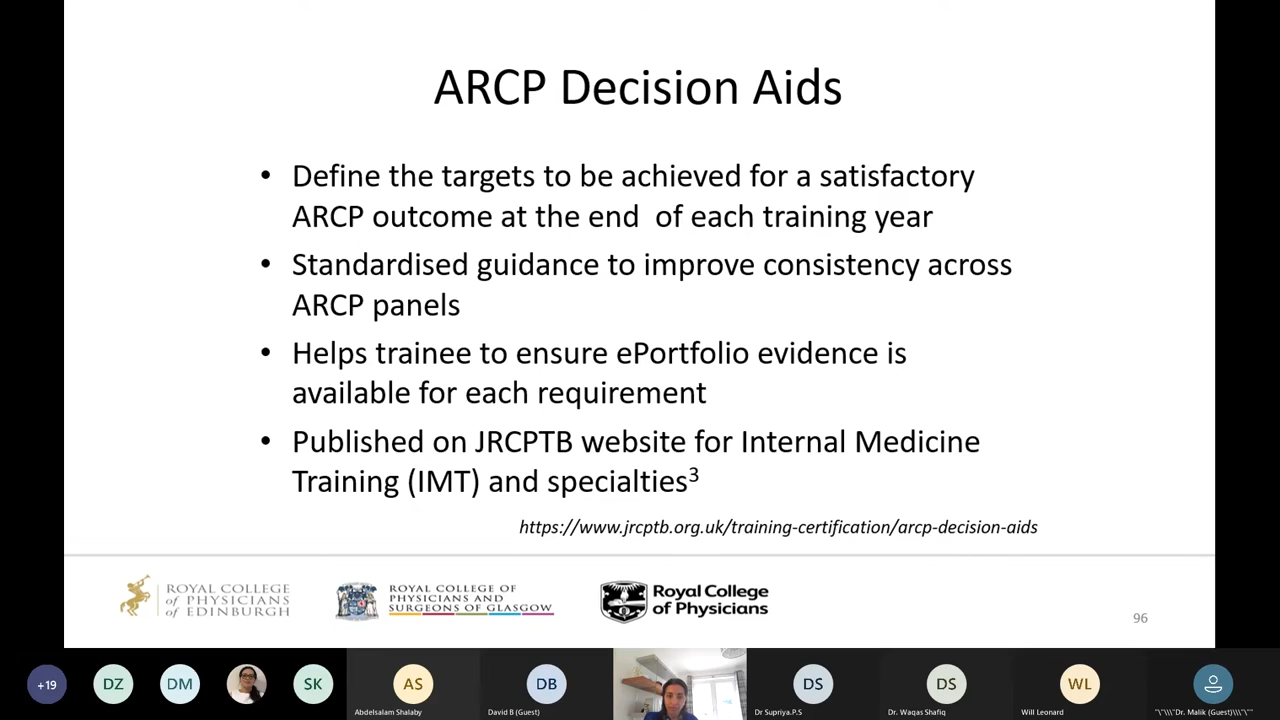 ARCP Decision Aids
• Define the targets to be achieved for a satisfactory
ARCP outcome at the end  of each training year
• Standardised guidance to improve consistency across
ARCP panels
• Helps trainee to ensure ePortfolio evidence is
available for each requirement
• Published on JRCPTB website for Internal Medicine
Training (IMT) and specialties³
https://www.jrcptb.org.uk/training-certification/arcp-decision-aids
ROYAL COLLEGE
of PHYSICIANS
of EDINBURGH
ROYAL COLLEGE OF
PHYSICIANS AND
SURGEONS OF GLASGOW
Royal College
of Physicians
96
+19
DZ
DM
SK
AS
Abdelsalam Shalaby
DB
David B (Guest)
DS
Dr Supriya.P.S
DS
Dr. Waqas Shafiq
WL
Will Leonard
"\"\\\"Dr. Malik (Guest)\\\"\""